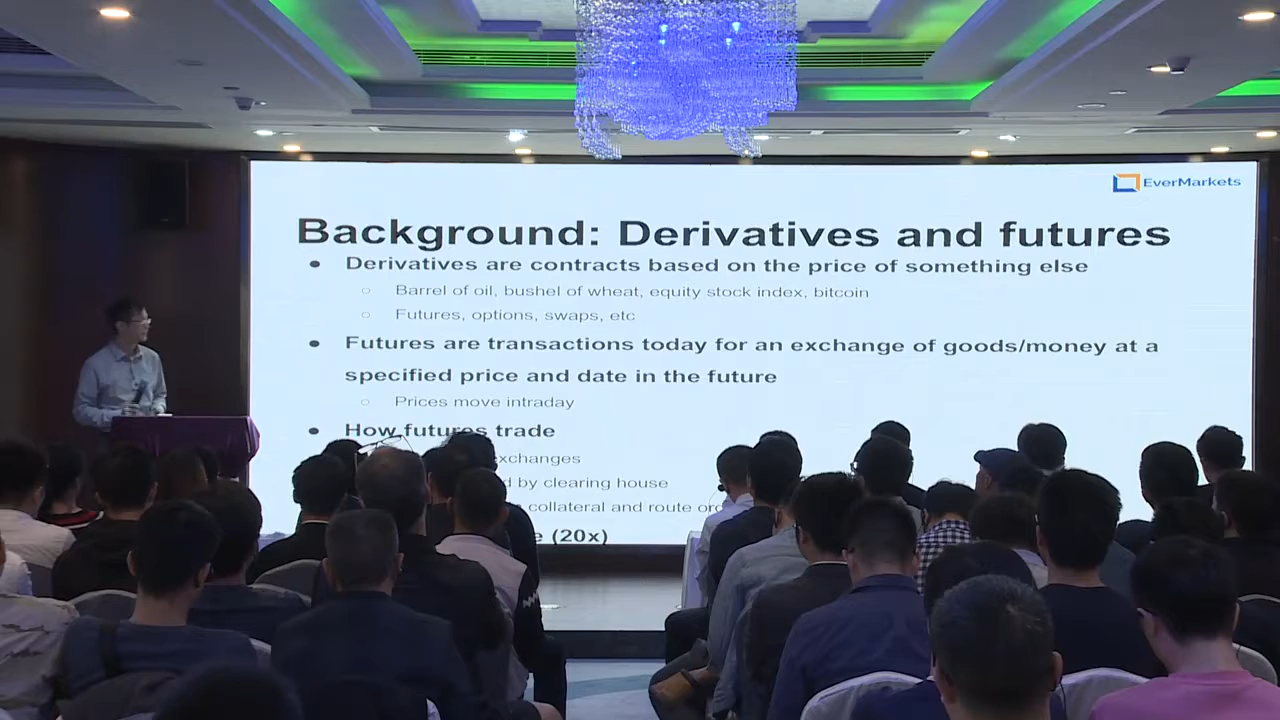 EverMarkets
Background: Derivatives and futures
● Derivatives are contracts based on the price of something else
○ Barrel of oil, bushel of wheat, equity stock index, bitcoin
○ Futures, options, swaps, etc
● Futures are transactions today for an exchange of goods/money at a
specified price and date in the future
○ Prices move intraday
● How futures trade
exchanges
by clearing house
collateral and route
(20x)